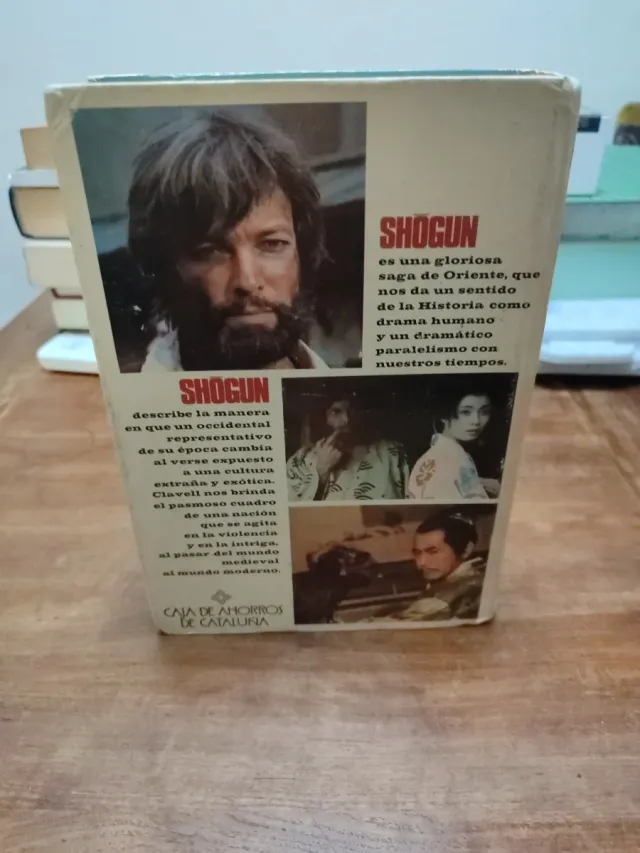 SHŌGUN
es una gloriosa
saga de Oriente, que
nos da un sentido
de la Historia como
drama humano
y un dramático
paralelismo con
nuestros tiempos.
SHŌGUN
describe la manera
en que un occidental
representativo
de su época cambia
al verse expuesto
a una cultura
extraña y exótica.
Clavell nos brinda
el pasmoso cuadro
de una nación
que se agita
en la violencia
y en la intriga,
al pasar del mundo
medieval
al mundo moderno.
CAJA DE AHORROS
DE CATALUÑA